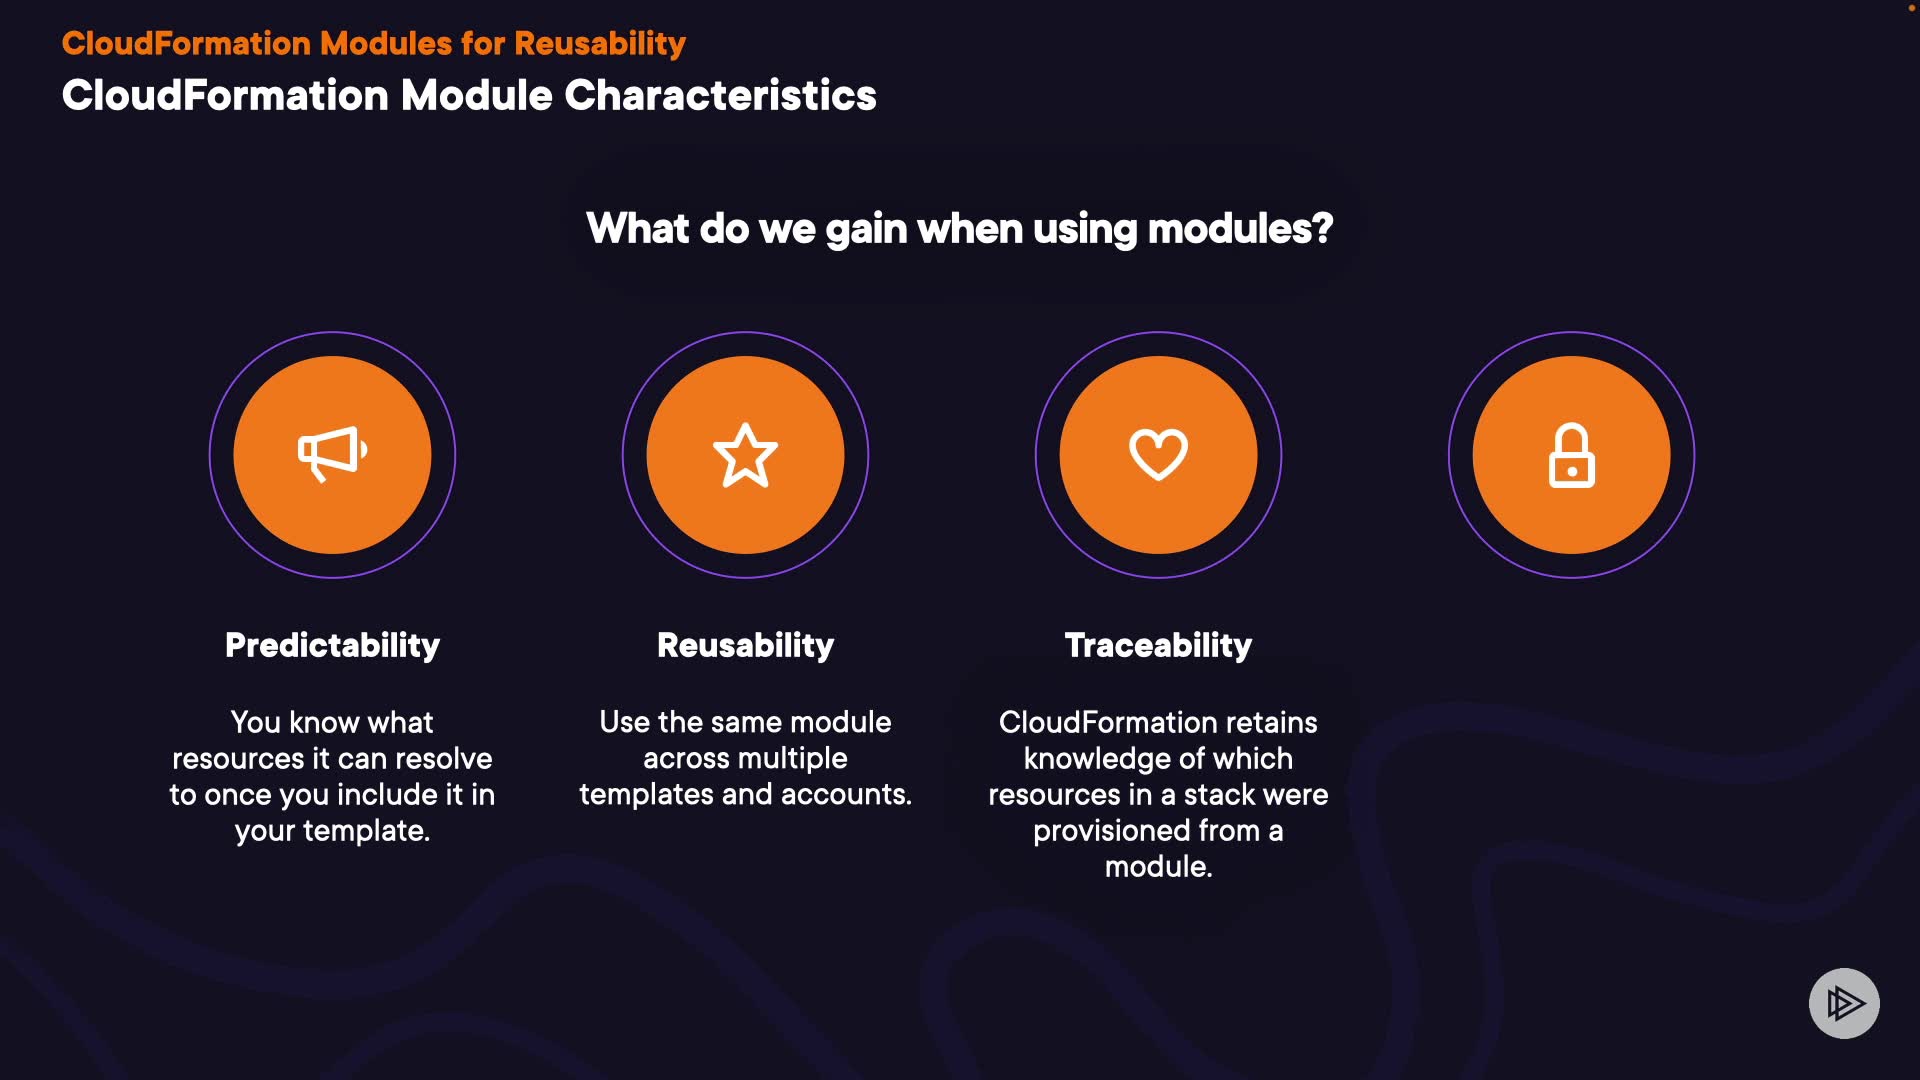 CloudFormation Modules for Reusability
CloudFormation Module Characteristics
What do we gain when using modules?
Predictability
You know what
resources it can resolve
to once you include it in
your template.
Reusability
Use the same module
across multiple
templates and accounts.
Traceability
CloudFormation retains
knowledge of which
resources in a stack were
provisioned from a
module.